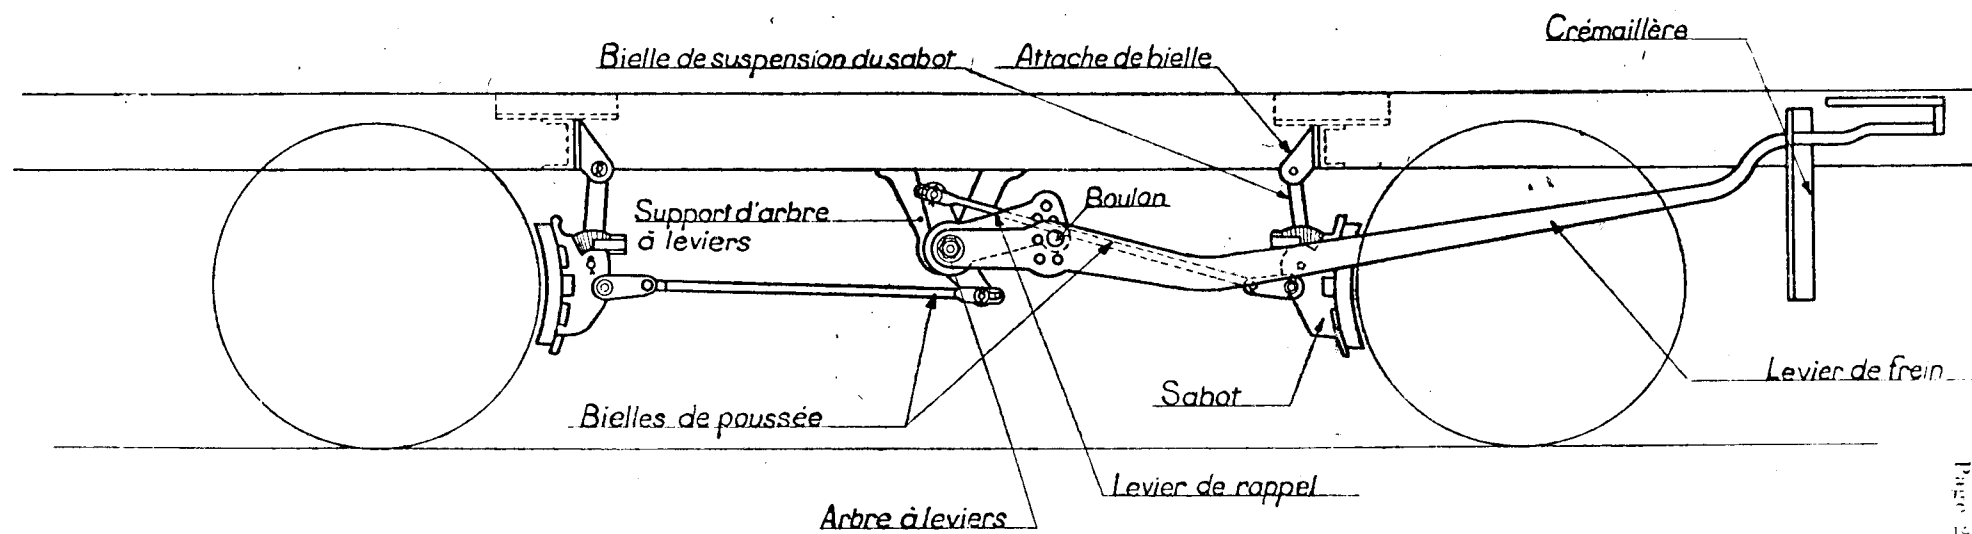 Crémaillère
Bielle de suspension du sabot
Attache de bielle
Support d'arbre
à leviers
Boulon
Levier de frein
Sabot
Bielles de poussée
Levier de rappel
Arbre à leviers